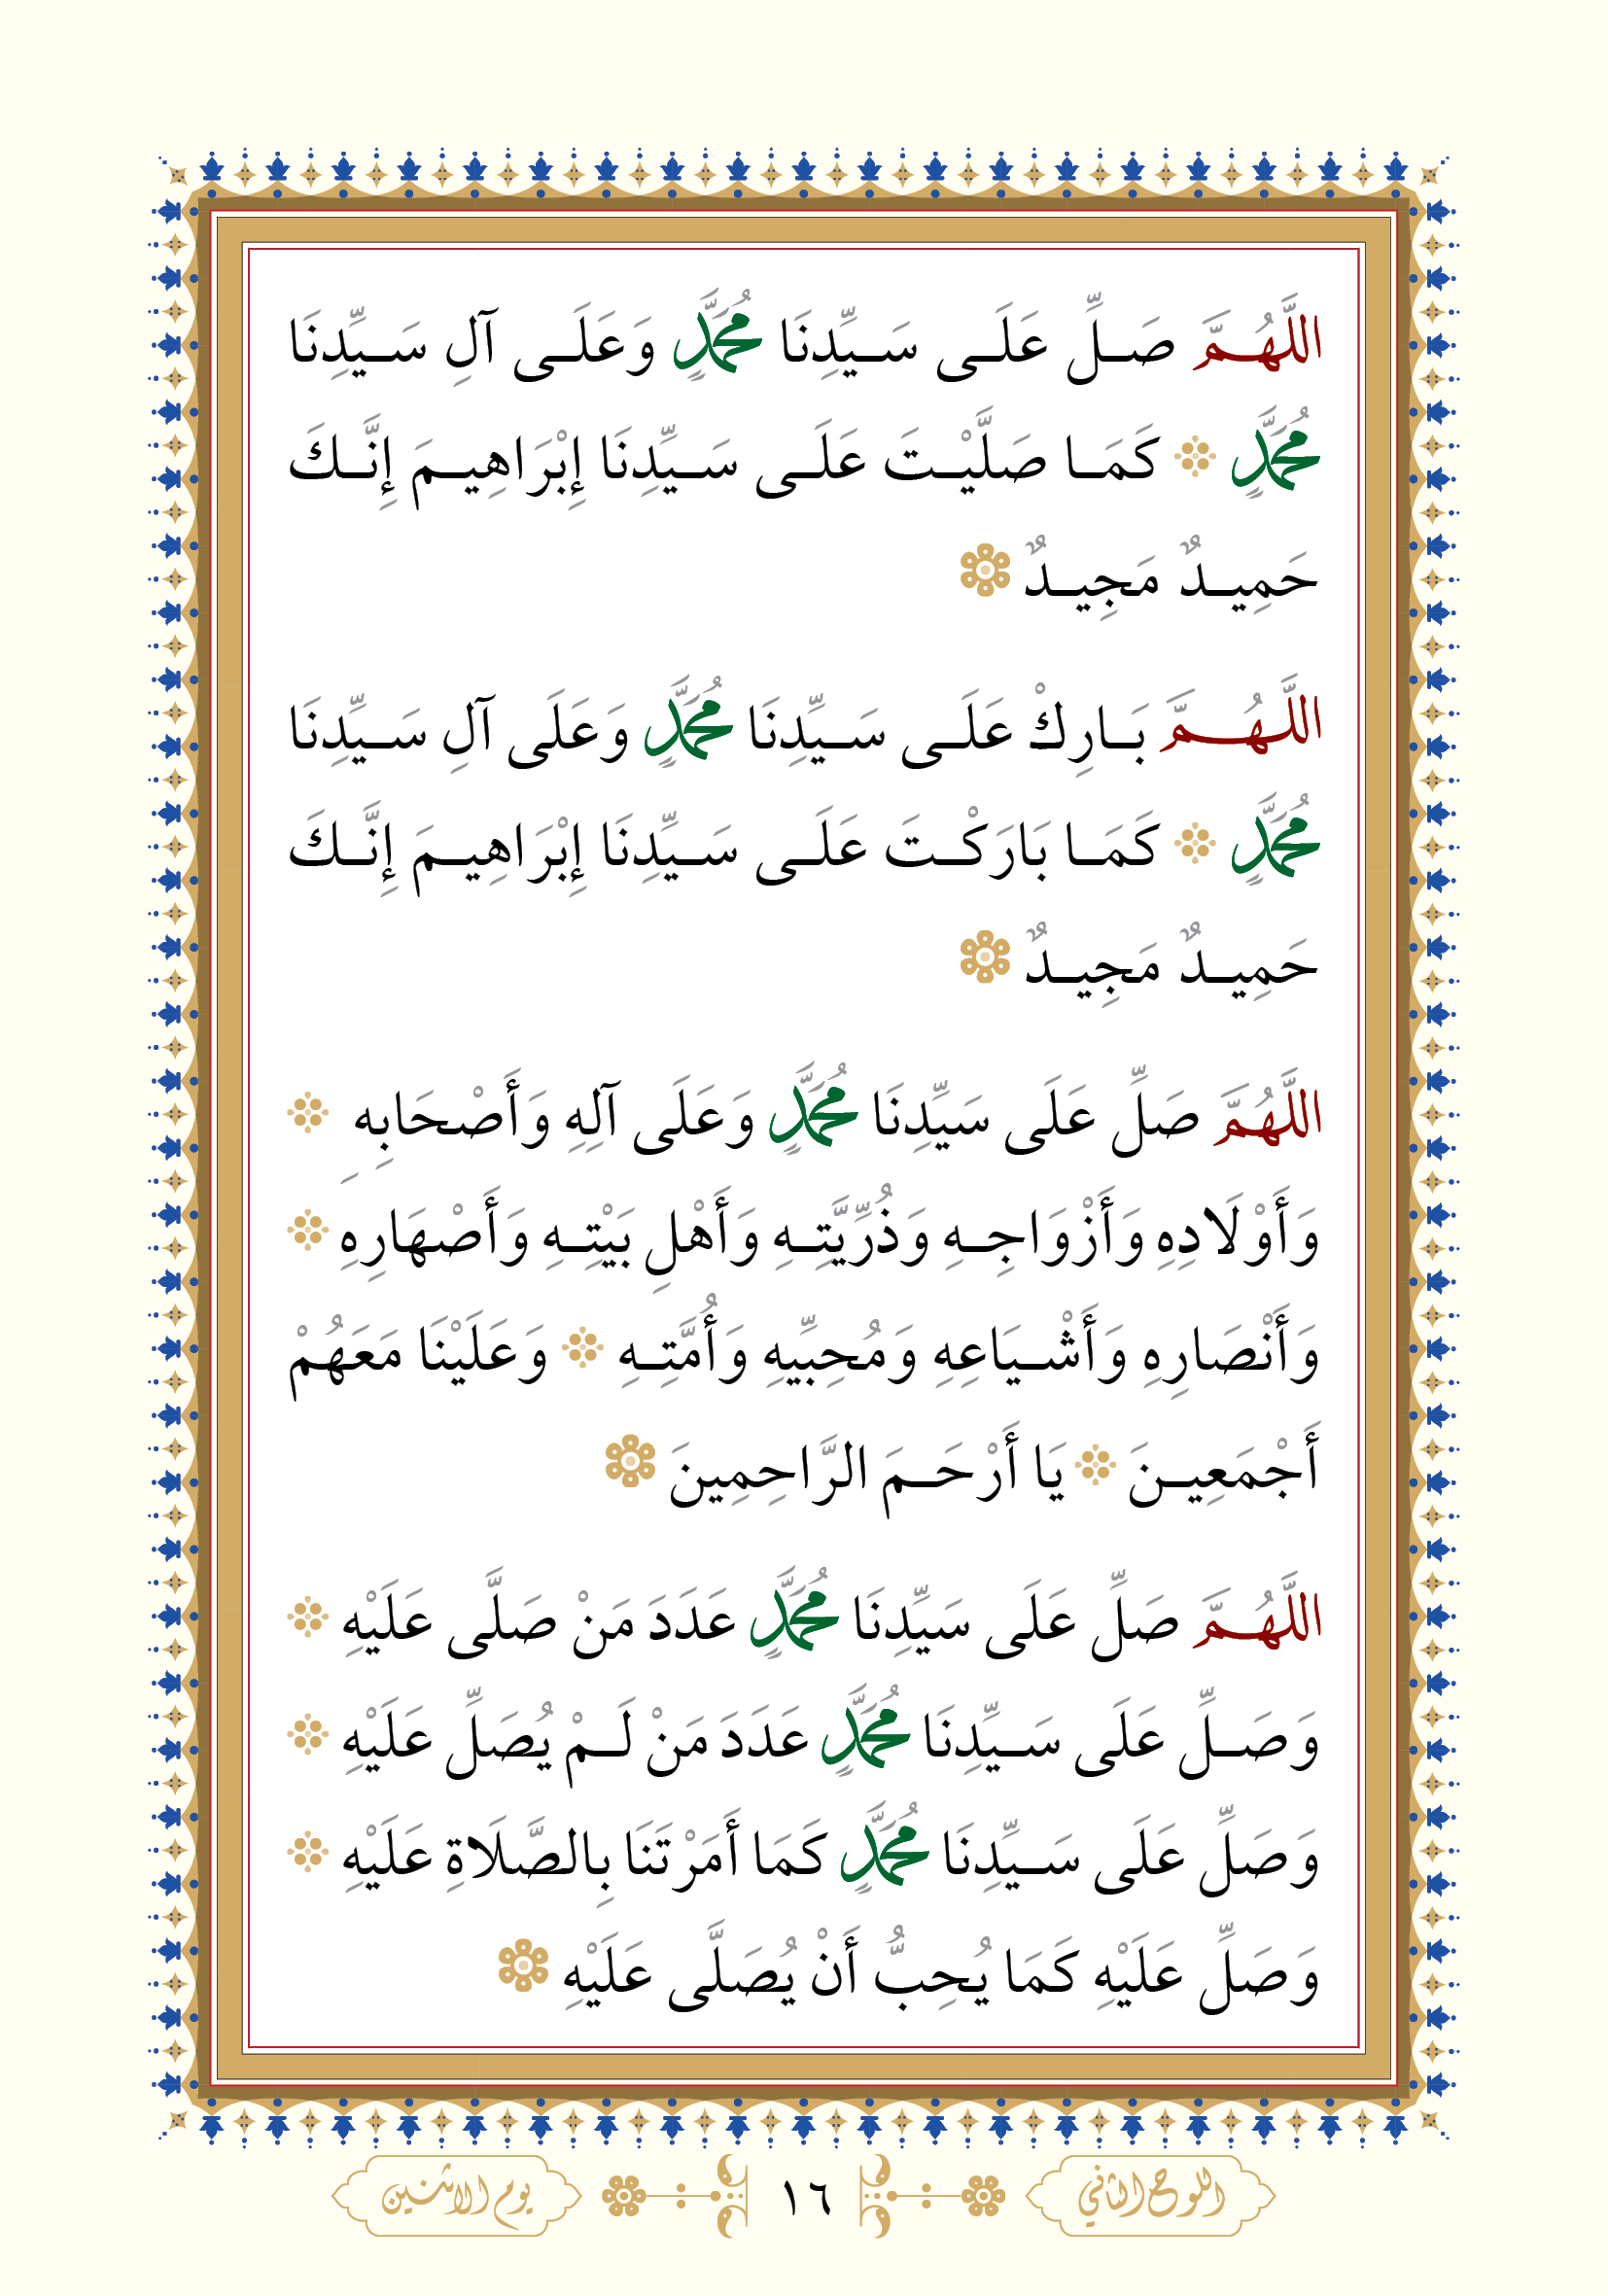 اللَّهُمَّ صَلِّ عَلَى سَيِّدِنَا مُحَمَّدٍ وَعَلَى آلِ سَيِّدِنَا
مُحَمَّدٍ كَمَا صَلَّيْتَ عَلَى سَيِّدِنَا إِبْرَاهِيمَ إِنَّكَ
حَمِيدٌ مَجِيدٌ
اللَّهُمَّ بَارِكْ عَلَى سَيِّدِنَا مُحَمَّدٍ وَعَلَى آلِ سَيِّدِنَا
مُحَمَّدٍ كَمَا بَارَكْتَ عَلَى سَيِّدِنَا إِبْرَاهِيمَ إِنَّكَ
حَمِيدٌ مَجِيدٌ
اللَّهُمَّ صَلِّ عَلَى سَيِّدِنَا مُحَمَّدٍ وَعَلَى آلِهِ وَأَصْحَابِهِ
وَأَوْلَادِهِ وَأَزْوَاجِهِ وَذُرِّيَّتِهِ وَأَهْلِ بَيْتِهِ وَأَصْهَارِهِ
وَأَنْصَارِهِ وَأَشْيَاعِهِ وَمُحِبِّيهِ وَأُمَّتِهِ وَعَلَيْنَا مَعَهُمْ
أَجْمَعِينَ يَا أَرْحَمَ الرَّاحِمِينَ
اللَّهُمَّ صَلِّ عَلَى سَيِّدِنَا مُحَمَّدٍ عَدَدَ مَنْ صَلَّى عَلَيْهِ
وَصَلِّ عَلَى سَيِّدِنَا مُحَمَّدٍ عَدَدَ مَنْ لَمْ يُصَلِّ عَلَيْهِ
وَصَلِّ عَلَى سَيِّدِنَا مُحَمَّدٍ كَمَا أَمَرْتَنَا بِالصَّلَاةِ عَلَيْهِ
وَصَلِّ عَلَيْهِ كَمَا يُحِبُّ أَنْ يُصَلَّى عَلَيْهِ
اللوح الثاني ١٦ يوم الاثنين